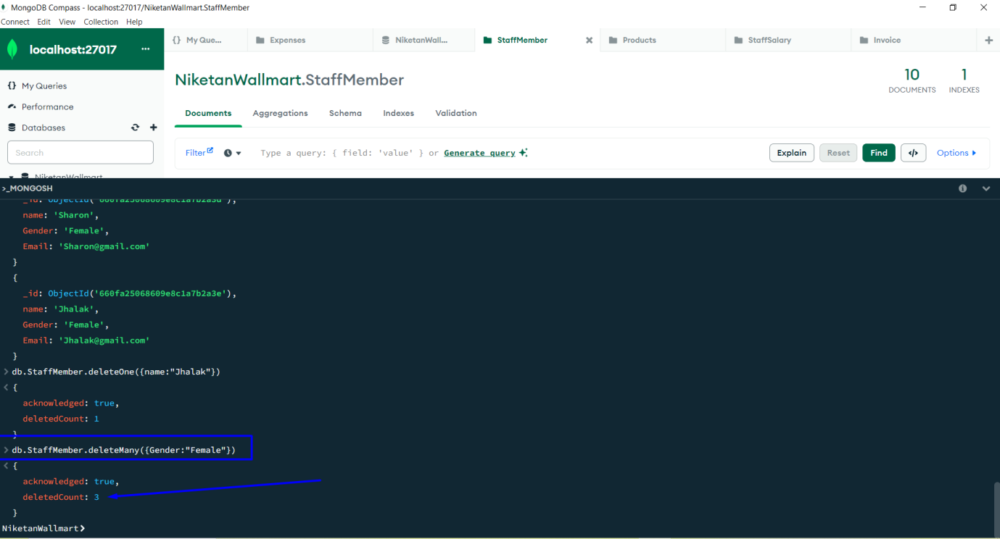 MongoDB Compass - localhost:27017/NiketanWallmart.StaffMember
Connect Edit View Collection Help
localhost:27017 ...
{} My Que... Expenses NiketanWall... StaffMember Products StaffSalary Invoice
NiketanWallmart.StaffMember
10 DOCUMENTS 1 INDEXES
{} My Queries
Performance
Databases
Search
NiketanWallmart
Documents Aggregations Schema Indexes Validation
Filter Type a query: { field: 'value' } or Generate query Explain Reset Find </> Options
>_MONGOSH
_id: ObjectId('660fa25068609e8c1a7b2a3d'),
name: 'Sharon',
Gender: 'Female',
Email: 'Sharon@gmail.com'
}
{
_id: ObjectId('660fa25068609e8c1a7b2a3e'),
name: 'Jhalak',
Gender: 'Female',
Email: 'Jhalak@gmail.com'
}
> db.StaffMember.deleteOne({name:"Jhalak"})
< {
acknowledged: true,
deletedCount: 1
}
> db.StaffMember.deleteMany({Gender:"Female"})
< {
acknowledged: true,
deletedCount: 3
}
NiketanWallmart>